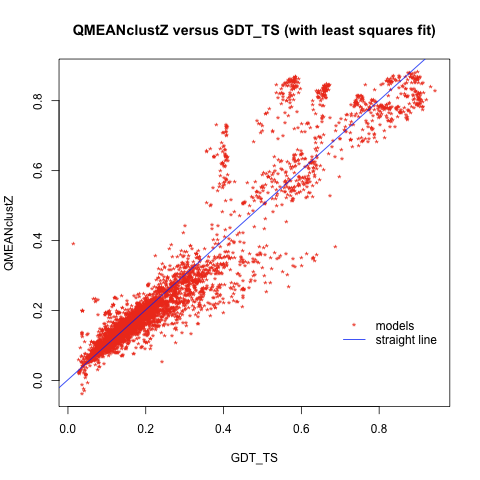 QMEANclustZ versus GDT_TS (with least squares fit)
QMEANclustZ
0.8
0.6
0.4
0.2
0.0
models
straight line
0.0 0.2 0.4 0.6 0.8
GDT_TS